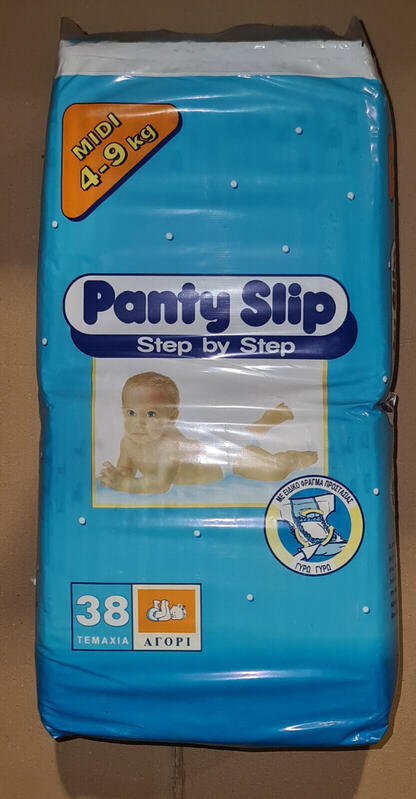 MIDI
4-9 kg
Panty Slip
Step by Step
ΜΕ ΕΙΔΙΚΟ ΦΡΑΓΜΑ ΠΡΟΣΤΑΣΙΑΣ
ΓΥΡΩ ΓΥΡΩ
38
ΤΕΜΑΧΙΑ
ΑΓΟΡΙ